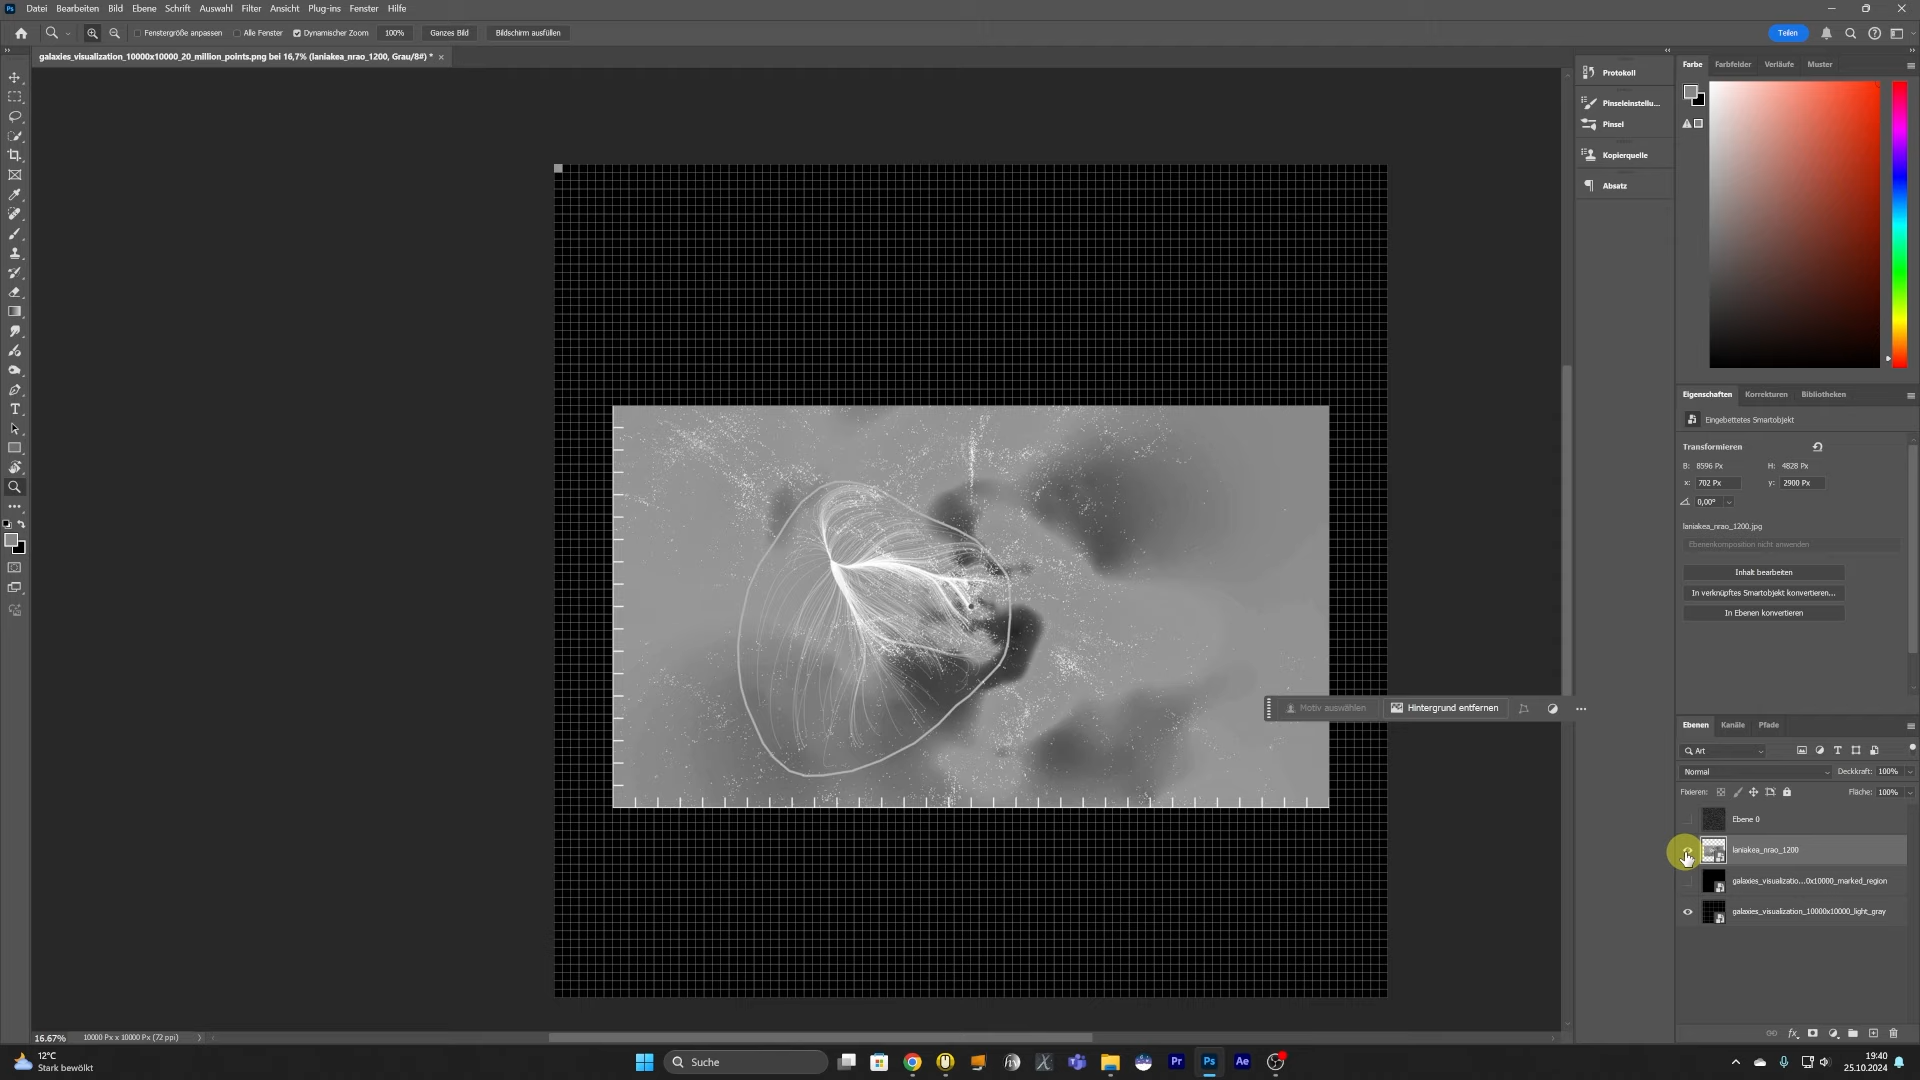 Datei Bearbeiten Bild Ebene Schrift Auswahl Filter Ansicht Plug-ins Fenster Hilfe
Fenstergröße anpassen Alle Fenster Dynamischer Zoom 100% Ganzes Bild Bildschirm ausfüllen Teilen
galaxies_visualization_10000x10000_20_million_points.png bei 16,7% (laniakea_nrao_1200, Grau/8#) *
Protokoll
Pinseleinstellu...
Pinsel
Kopierquelle
Absatz
Farbe Farbfelder Verläufe Muster
Eigenschaften Korrekturen Bibliotheken
Eingebettetes Smartobjekt
Transformieren
B: 8596 Px H: 4828 Px
x: 702 Px y: 2900 Px
0,00°
laniakea_nrao_1200.jpg
Ebenenkomposition nicht anwenden
Inhalt bearbeiten
In verknüpftes Smartobjekt konvertieren...
In Ebenen konvertieren
Motiv auswählen Hintergrund entfernen
Ebenen Kanäle Pfade
Art
Normal Deckkraft: 100%
Fixieren: Fläche: 100%
Ebene 0
laniakea_nrao_1200
galaxies_visualizatio...0x10000_marked_region
galaxies_visualization_10000x10000_light_gray
16.67% 10000 Px x 10000 Px (72 ppi)
12°C
Stark bewölkt
Suche
Pr Ps Ae
19:40
25.10.2024